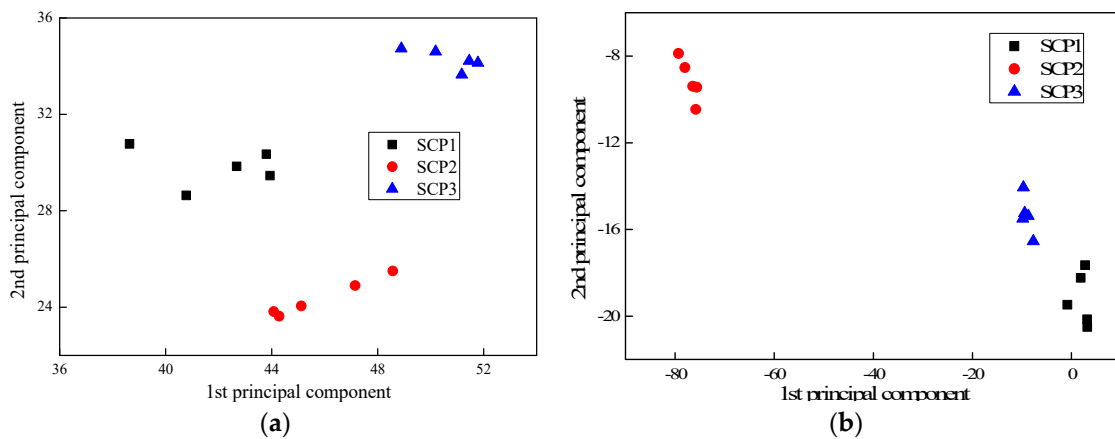 36
32
28
24
2nd principal component
SCP1
SCP2
SCP3
36
40
44
48
52
1st principal component
(a)
-8
-12
-16
-20
2nd principal component
SCP1
SCP2
SCP3
-80
-60
-40
-20
0
1st principal component
(b)